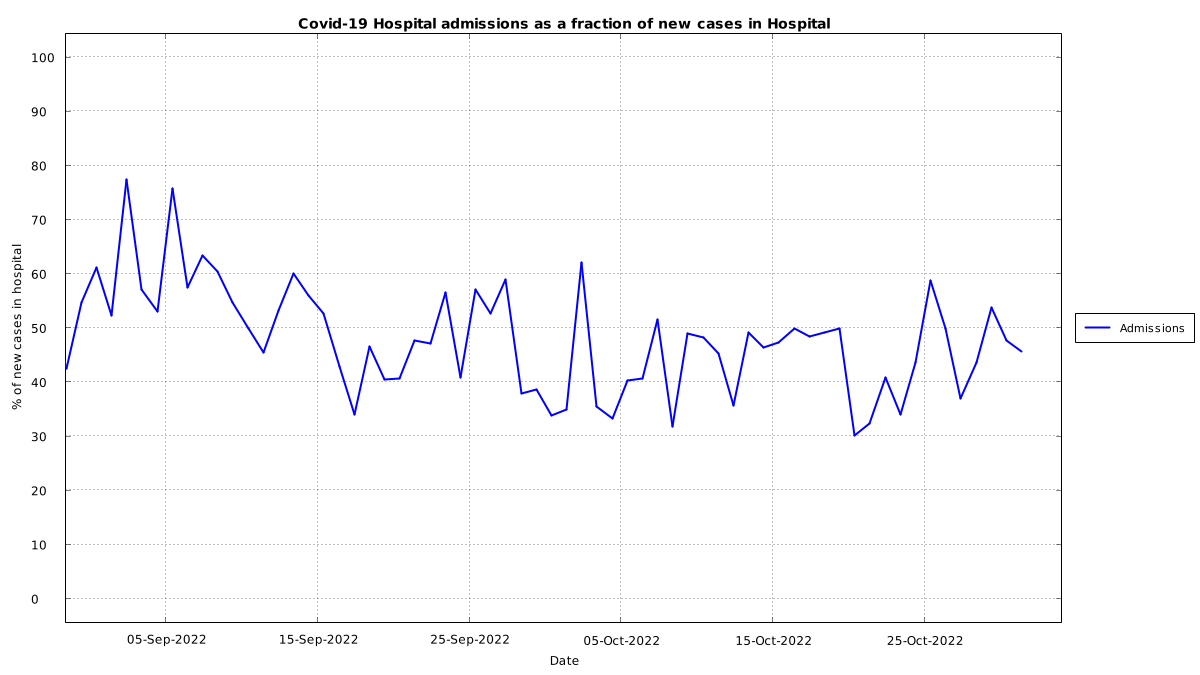 Covid-19 Hospital admissions as a fraction of new cases in Hospital
% of new cases in hospital
100
90
80
70
60
50
40
30
20
10
0
05-Sep-2022
15-Sep-2022
25-Sep-2022
05-Oct-2022
15-Oct-2022
25-Oct-2022
Date
Admissions